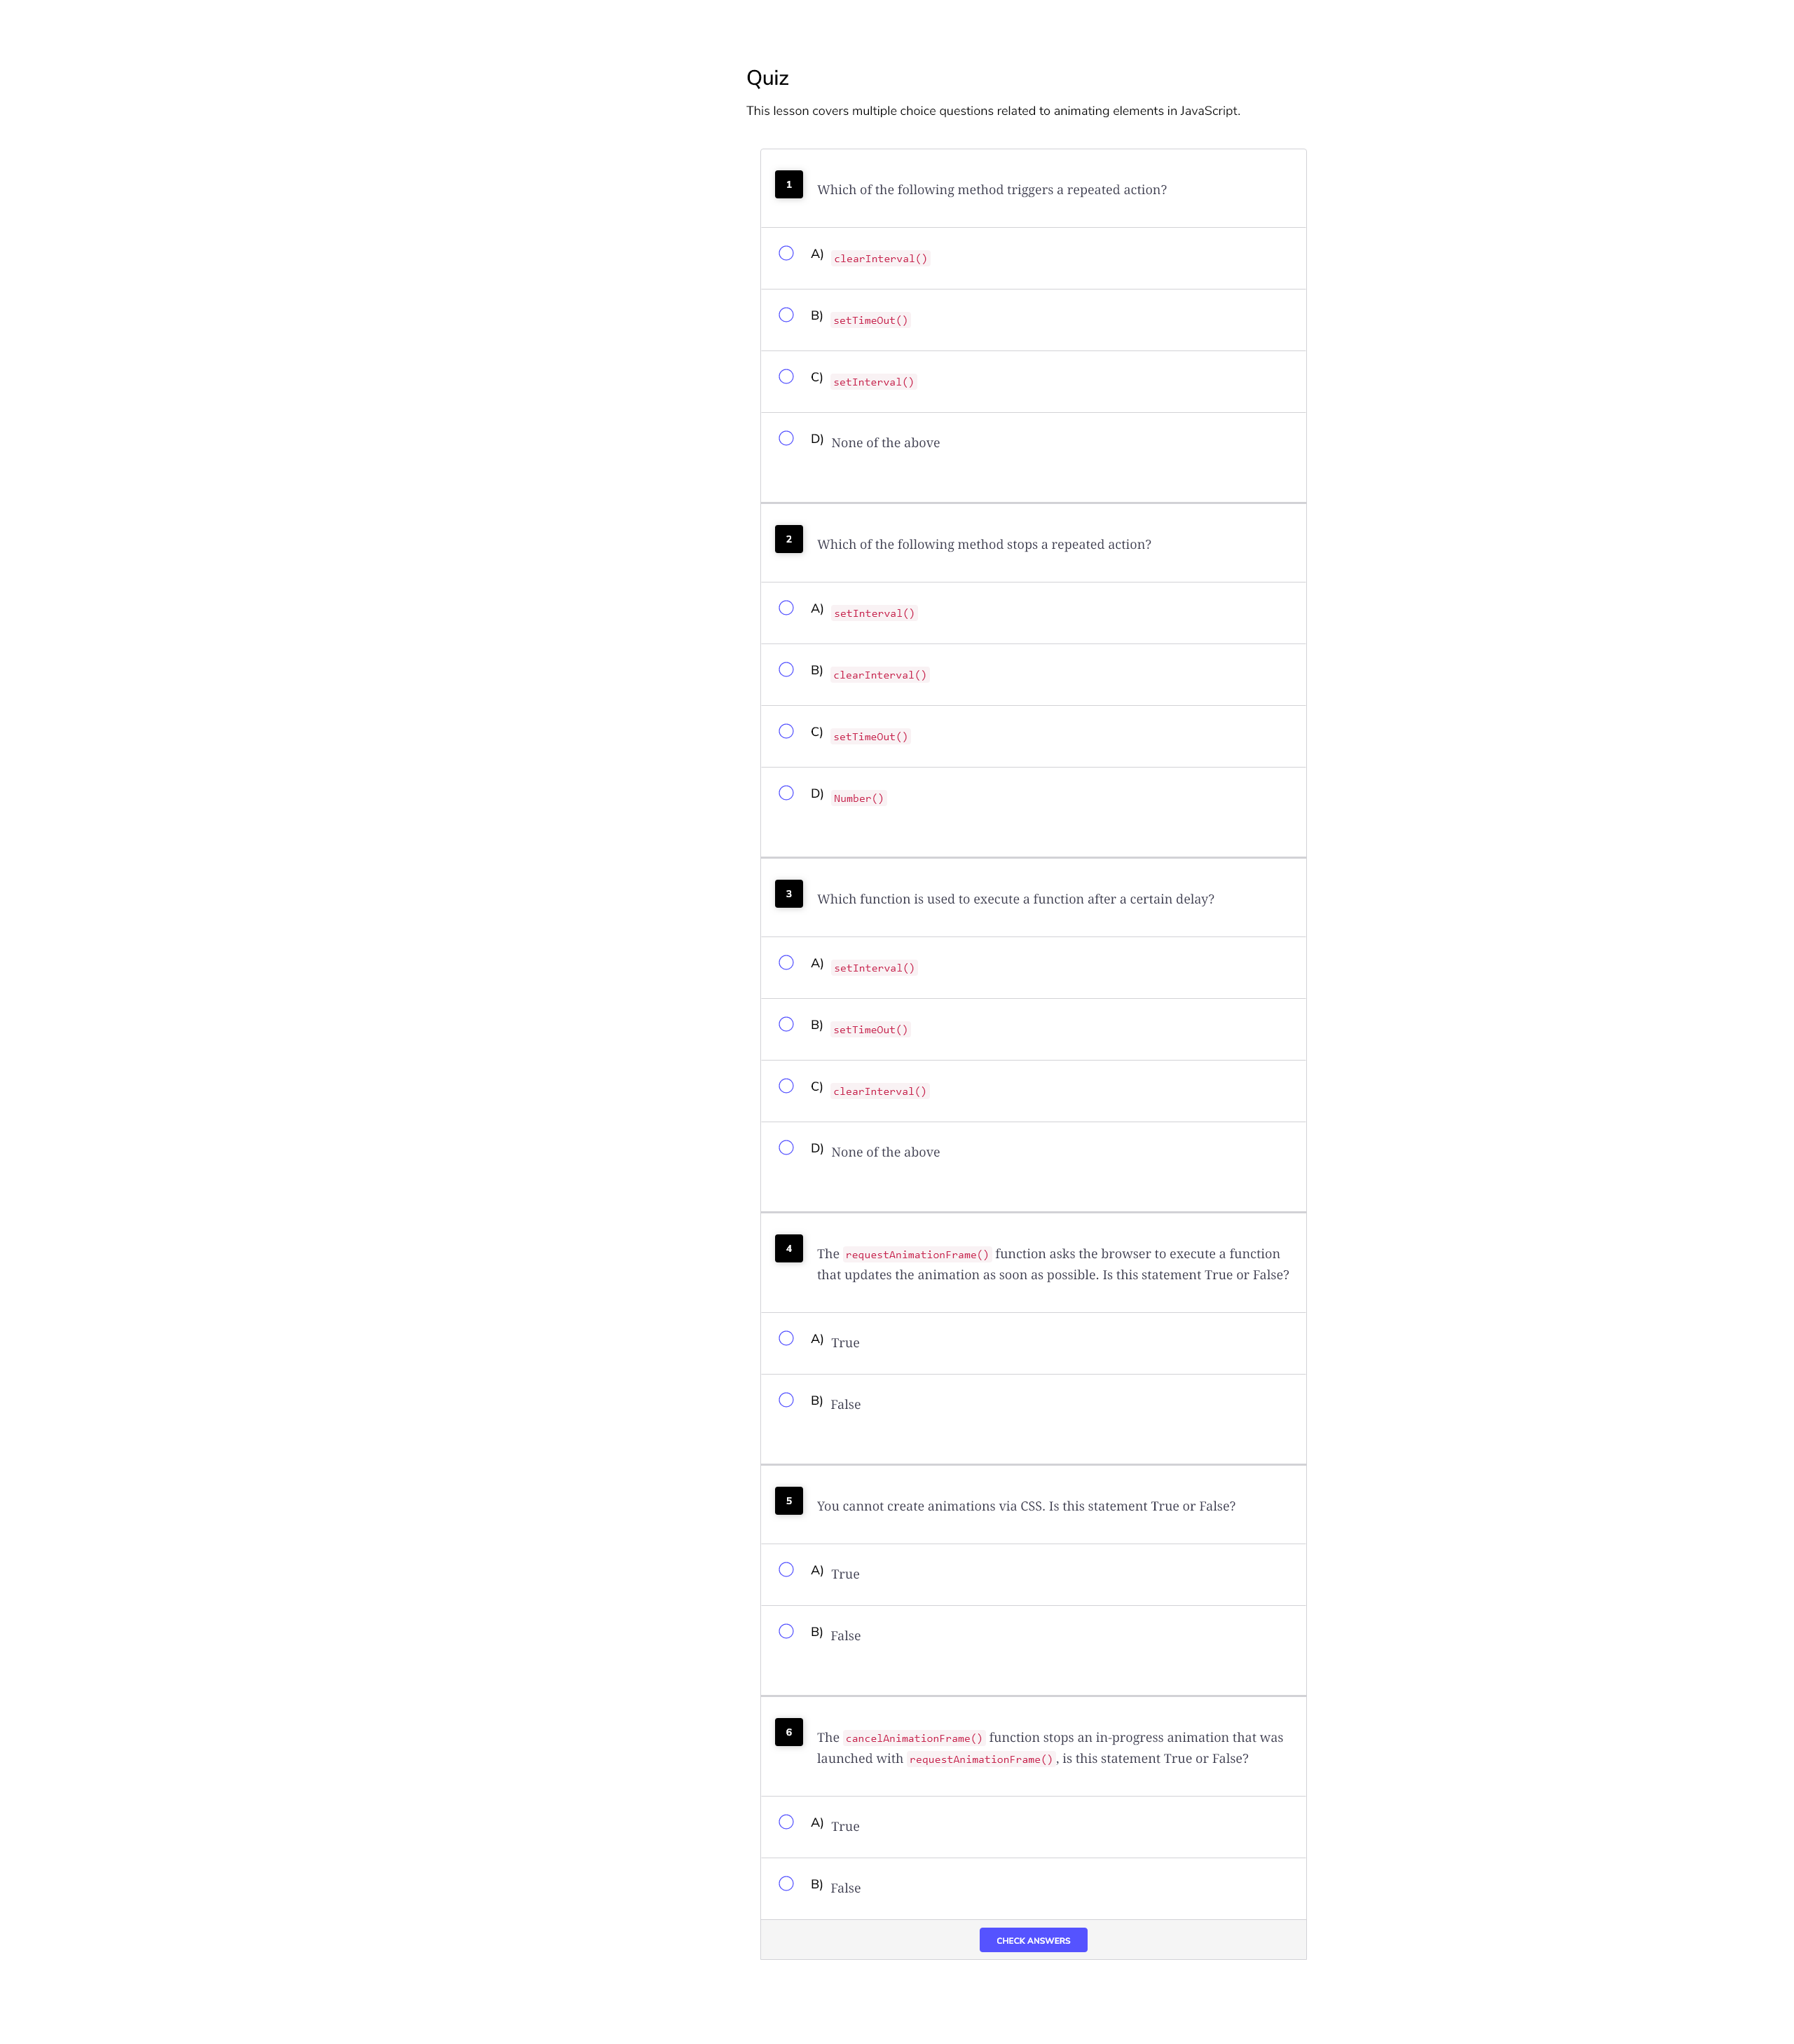 Quiz
This lesson covers multiple choice questions related to animating elements in JavaScript.
1
Which of the following method triggers a repeated action?
A) clearInterval()
B) setTimeOut()
C) setInterval()
D) None of the above
2
Which of the following method stops a repeated action?
A) setInterval()
B) clearInterval()
C) setTimeOut()
D) Number()
3
Which function is used to execute a function after a certain delay?
A) setInterval()
B) setTimeOut()
C) clearInterval()
D) None of the above
4
The requestAnimationFrame() function asks the browser to execute a function
that updates the animation as soon as possible. Is this statement True or False?
A) True
B) False
5
You cannot create animations via CSS. Is this statement True or False?
A) True
B) False
6
The cancelAnimationFrame() function stops an in-progress animation that was
launched with requestAnimationFrame(), is this statement True or False?
A) True
B) False
CHECK ANSWERS